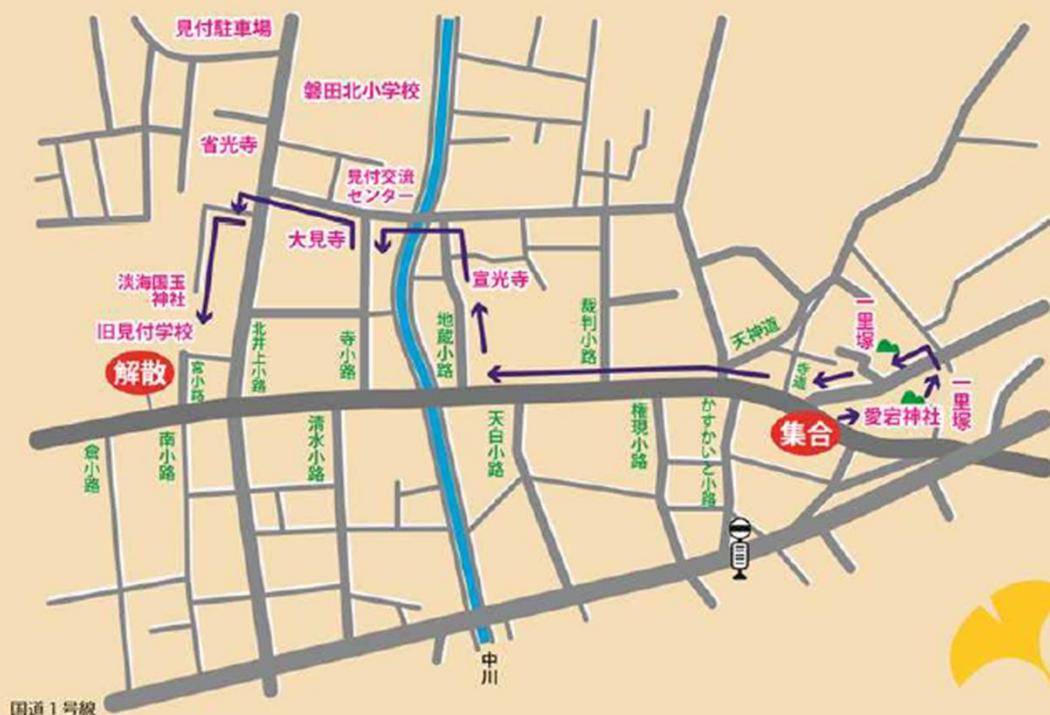 見付駐車場
磐田北小学校
省光寺
見付交流
センター
大見寺
淡海国玉
神社
宣光寺
旧見付学校
解散
宮小路
北井上小路
寺小路
地蔵小路
裁判小路
天神道
一里塚
寺道
一里塚
愛宕神社
集合
倉小路
南小路
清水小路
天白小路
権現小路
かすかいと小路
中川
国道1号線